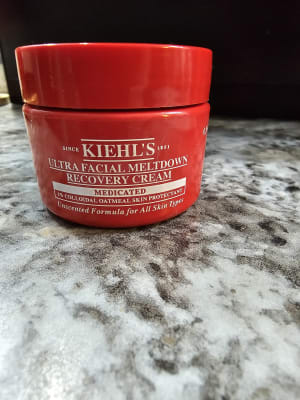 SINCE KIEHL'S 1851
ULTRA FACIAL MELTDOWN
RECOVERY CREAM
MEDICATED
1% COLLOIDAL OATMEAL SKIN PROTECTANT
Unscented Formula for All Skin Types